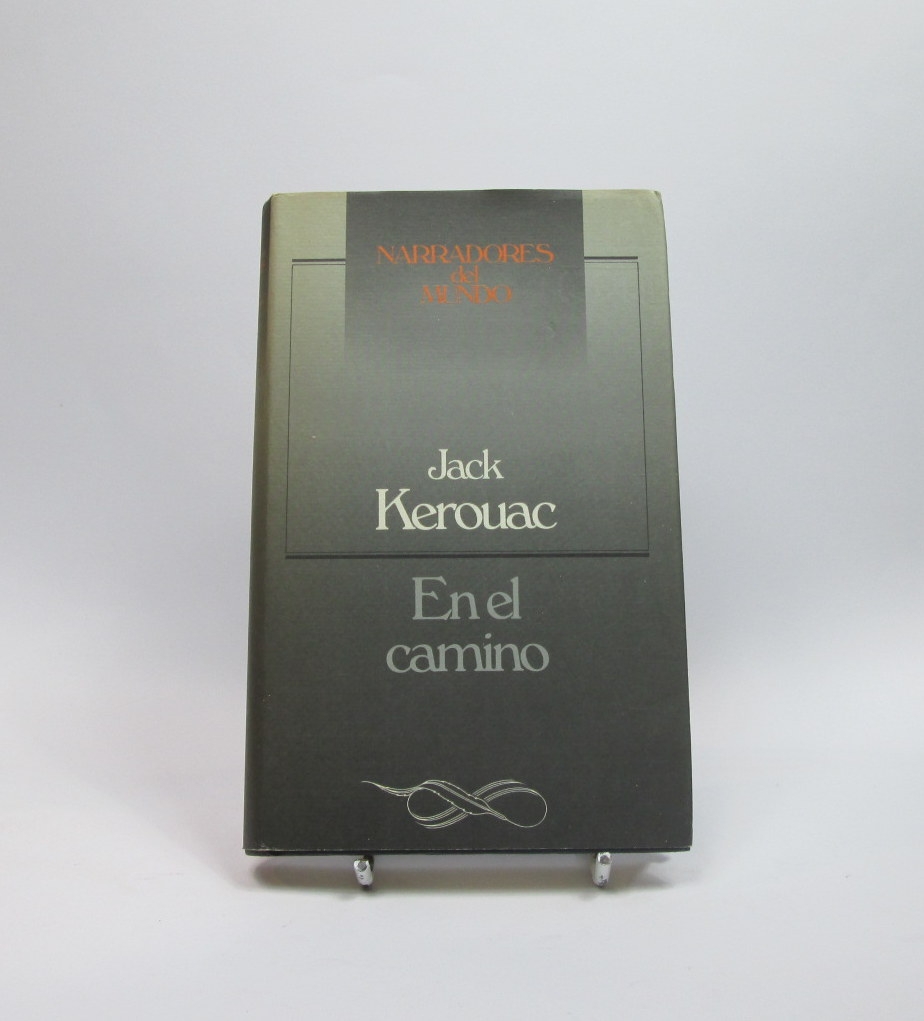 NARRADORES
del
MUNDO
Jack
Kerouac
En el
camino